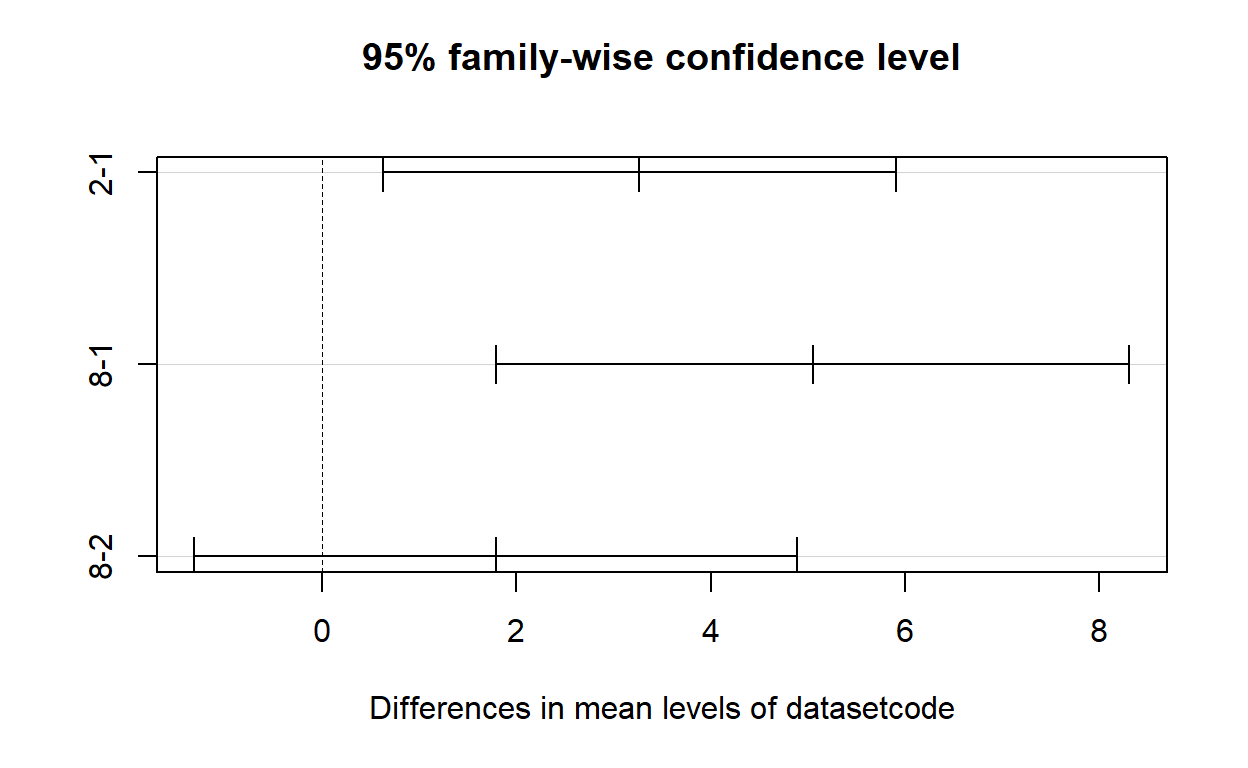 95% family-wise confidence level
2-1
8-1
8-2
0 2 4 6 8
Differences in mean levels of datasetcode